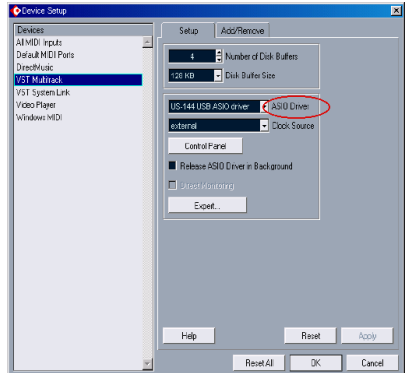 Device Setup
Devices
All MIDI Inputs
Default MIDI Ports
DirectMusic
VST Multitrack
VST System Link
Video Player
Windows MIDI
Setup
Add/Remove
4
Number of Disk Buffers
128 KB
Disk Buffer Size
US-144 USB ASIO driver
ASIO Driver
external
Clock Source
Control Panel
Release ASIO Driver in Background
Direct Monitoring
Expert...
Help
Reset
Apply
Reset All
OK
Cancel